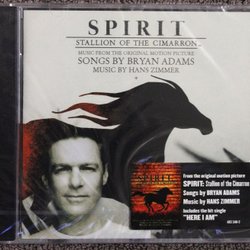 SPIRIT
STALLION OF THE CIMARRON
MUSIC FROM THE ORIGINAL MOTION PICTURE
SONGS BY BRYAN ADAMS
MUSIC BY HANS ZIMMER
From the original motion picture
SPIRIT: Stallion of the Cimarron
Songs by BRYAN ADAMS
Music by HANS ZIMMER
Includes the hit single
"HERE I AM"